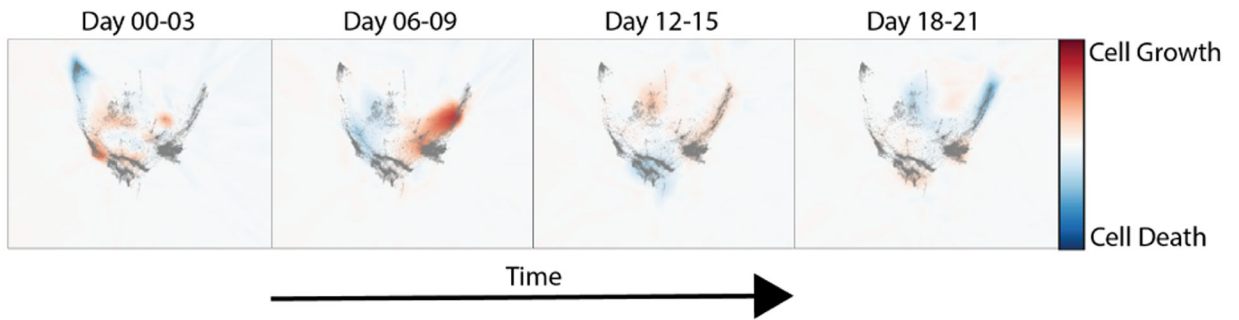 Day 00-03
Day 06-09
Day 12-15
Day 18-21
Cell Growth
Cell Death
Time